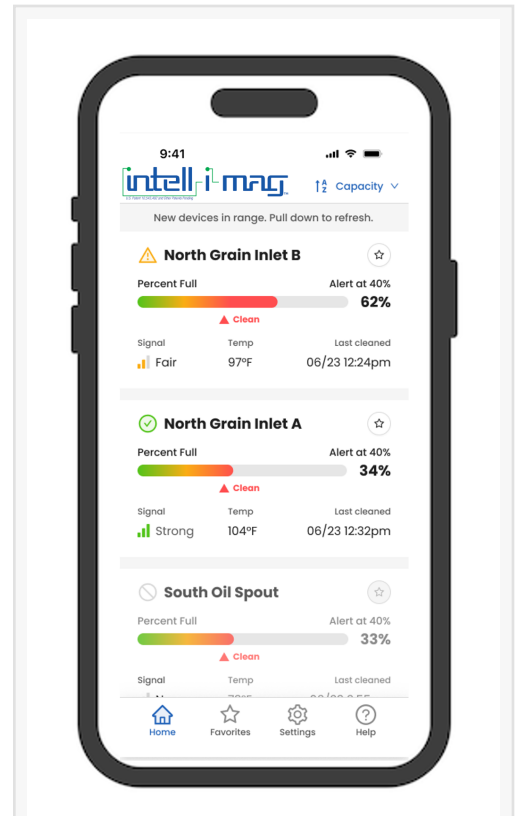 9:41
intell-i-mag
Capacity
New devices in range. Pull down to refresh.
North Grain Inlet B
Percent Full Alert at 40%
62%
Clean
Signal Temp Last cleaned
Fair 97°F 06/23 12:24pm
North Grain Inlet A
Percent Full Alert at 40%
34%
Clean
Signal Temp Last cleaned
Strong 104°F 06/23 12:32pm
South Oil Spout
Percent Full Alert at 40%
33%
Clean
Signal Temp Last cleaned
Home Favorites Settings Help